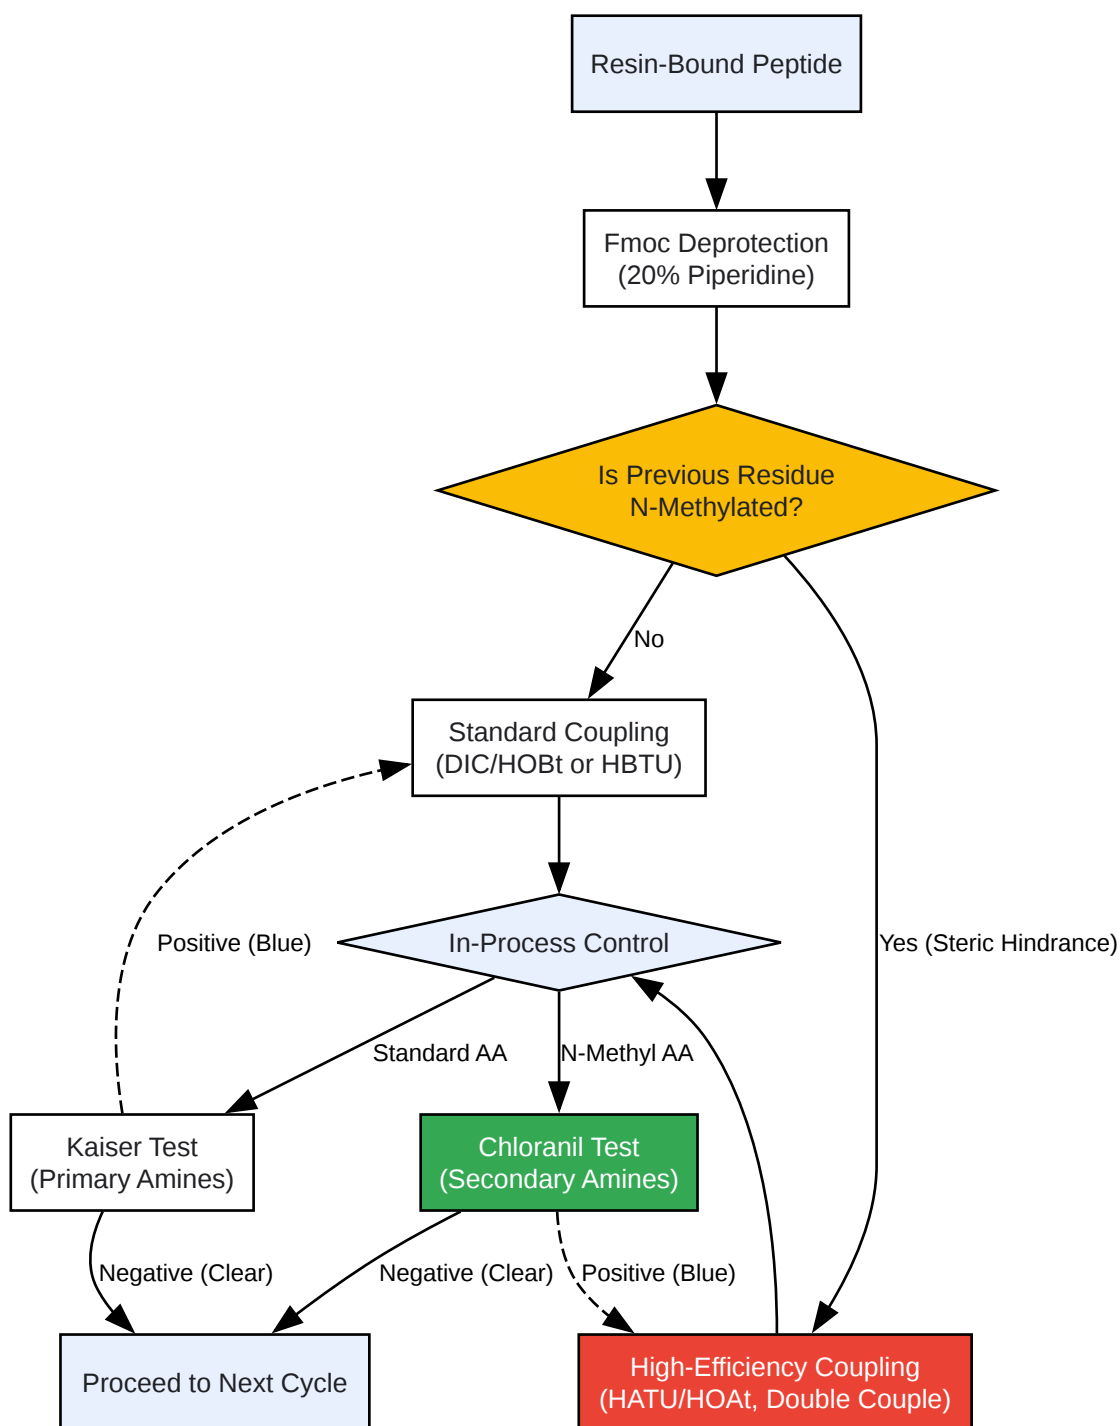 Resin-Bound Peptide
Fmoc Deprotection
(20% Piperidine)
Is Previous Residue
N-Methylated?
No
Standard Coupling
(DIC/HOBt or HBTU)
Positive (Blue)
In-Process Control
Yes (Steric Hindrance)
Standard AA
N-Methyl AA
Kaiser Test
(Primary Amines)
Chloranil Test
(Secondary Amines)
Negative (Clear)
Negative (Clear)
Positive (Blue)
Proceed to Next Cycle
High-Efficiency Coupling
(HATU/HOAt, Double Couple)